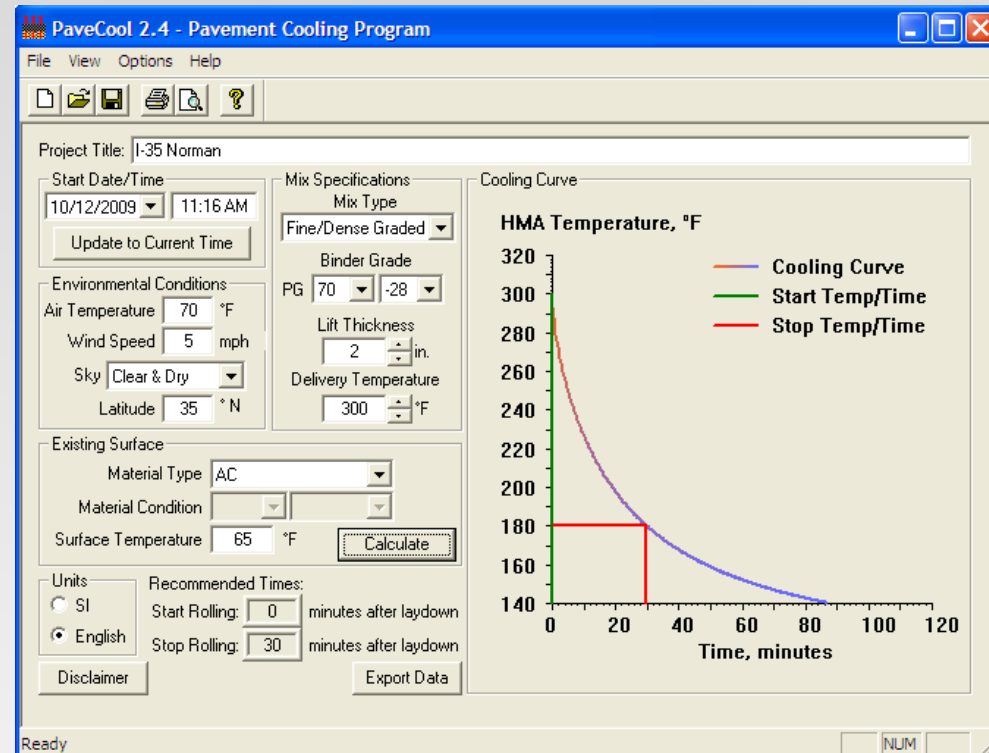 PaveCool 2.4 - Pavement Cooling Program
File View Options Help
Project Title: I-35 Norman
Start Date/Time
10/12/2009 11:16 AM
Update to Current Time
Environmental Conditions
Air Temperature 70 °F
Wind Speed 5 mph
Sky Clear & Dry
Latitude 35 ° N
Mix Specifications
Mix Type
Fine/Dense Graded
Binder Grade
PG 70 -28
Lift Thickness
2 in.
Delivery Temperature
300 °F
Existing Surface
Material Type AC
Material Condition
Surface Temperature 65 °F
Calculate
Units
SI
English
Recommended Times:
Start Rolling: 0 minutes after laydown
Stop Rolling: 30 minutes after laydown
Disclaimer
Export Data
Cooling Curve
HMA Temperature, °F
Cooling Curve
Start Temp/Time
Stop Temp/Time
320
300
280
260
240
220
200
180
160
140
0 20 40 60 80 100 120
Time, minutes
Ready
NUM